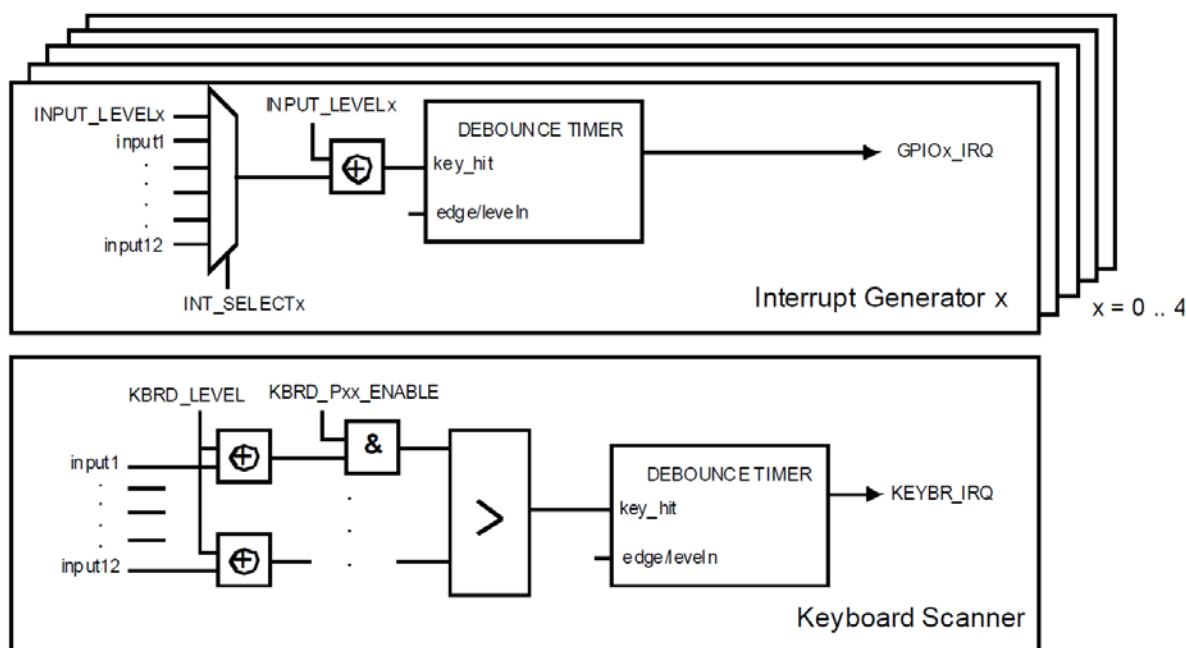 INPUT_LEVELx
INPUT_LEVELx
input1
.
.
.
.
input12
INT_SELECTx
DEBOUNCE TIMER
key_hit
edge/leveln
GPIOx_IRQ
Interrupt Generator x
x = 0 .. 4
KBRD_LEVEL
KBRD_Pxx_ENABLE
&
input1
.
.
.
.
input12
.
.
>
DEBOUNCE TIMER
key_hit
edge/leveln
KEYBR_IRQ
Keyboard Scanner